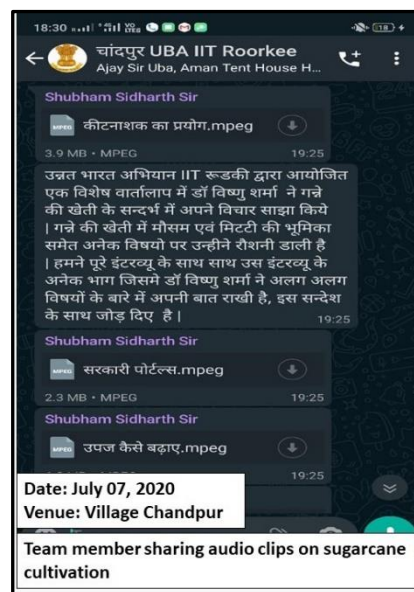 18:30
चांदपुर UBA IIT Roorkee
Ajay Sir Uba, Aman Tent House H...
Shubham Sidharth Sir
कीटनाशक का प्रयोग.mpeg
3.9 MB • MPEG 19:25
उन्नत भारत अभियान IIT रूडकी द्वारा आयोजित
एक विशेष वार्तालाप में डॉ विष्णु शर्मा ने गन्ने
की खेती के सन्दर्भ में अपने विचार साझा किये
| गन्ने की खेती में मौसम एवं मिटटी की भूमिका
समेत अनेक विषयो पर उन्हीने रौशनी डाली है
| हमने पूरे इंटरव्यू के साथ साथ उस इंटरव्यू के
अनेक भाग जिसमे डॉ विष्णु शर्मा ने अलग अलग
विषयों के बारे में अपनी बात राखी है, इस सन्देश
के साथ जोड़ दिए है |
19:25
Shubham Sidharth Sir
सरकारी पोर्टल्स.mpeg
2.3 MB • MPEG 19:25
Shubham Sidharth Sir
उपज कैसे बढ़ाए.mpeg
19:25
Date: July 07, 2020
Venue: Village Chandpur
Team member sharing audio clips on sugarcane
cultivation